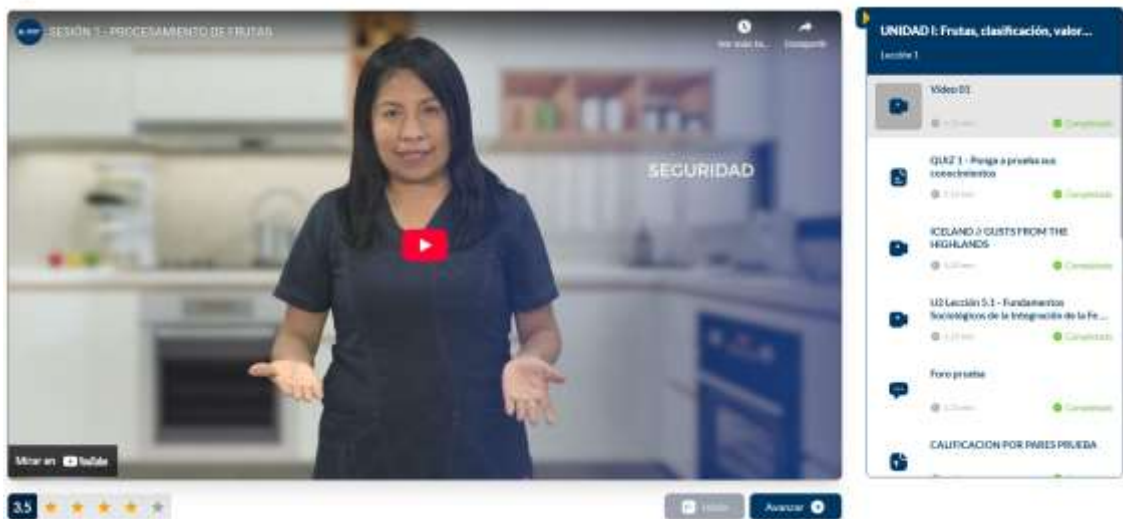 SESIÓN 1 - PROCESAMIENTO DE FRUTAS
Compartir
SEGURIDAD
Mirar en YouTube
3.5
Inicio
Avanzar
UNIDAD I: Frutas, clasificación, valor...
Lección 1
Video 01
Completado
QUIZ 1 - Ponga a prueba sus
conocimientos
Completado
ICELAND // GUSTS FROM THE
HIGHLANDS
Completado
U2 Lección 5.1 - Fundamentos
Sociológicos de la Integración de la Fe ...
Completado
Foro prueba
Completado
CALIFICACION POR PARES PRUEBA